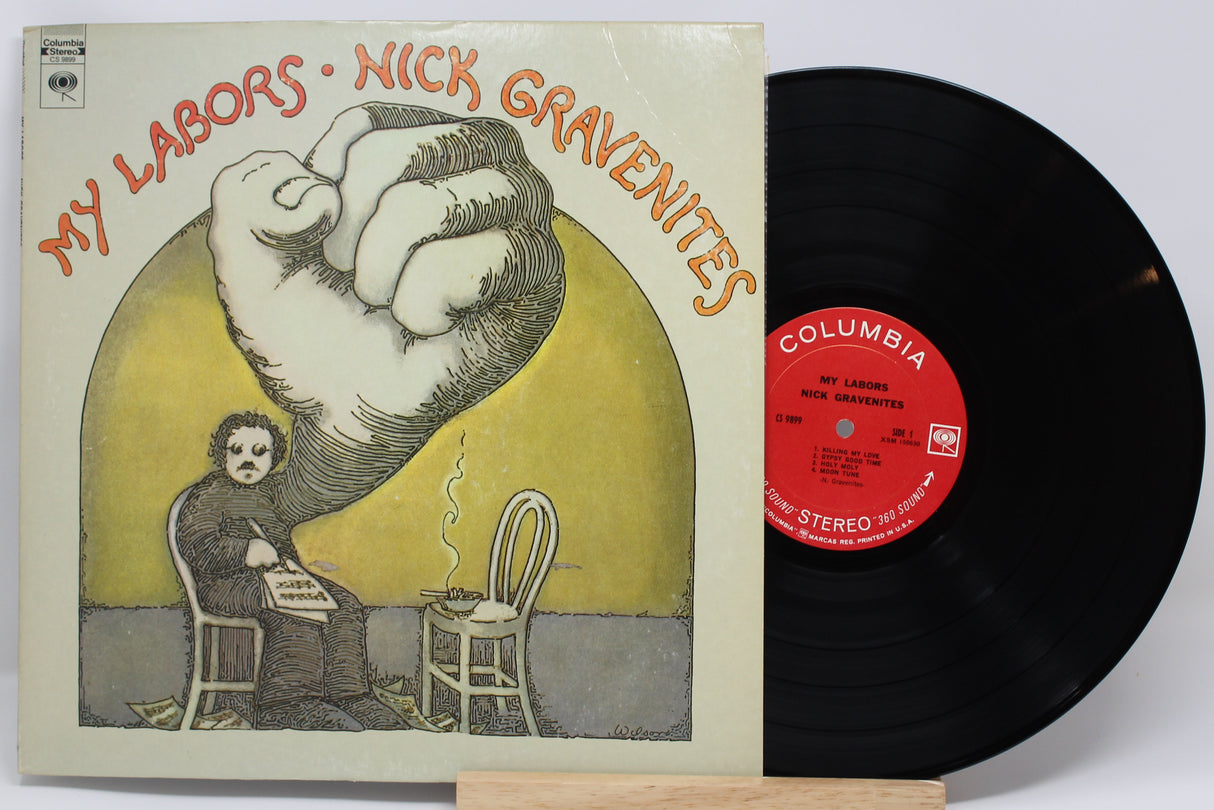 Columbia
Stereo
CS 9899
MY LABORS • NICK GRAVENITES
Wilson
COLUMBIA
MY LABORS
NICK GRAVENITES
CS 9899
SIDE 1
1. KILLING MY LOVE
2. GYPSY GOOD TIME
3. HOLY MOLY
4. MOON TUNE
-N. Gravenites-
SOUND" STEREO "360 SOUND"
"COLUMBIA", MARCAS REG. PRINTED IN U.S.A.